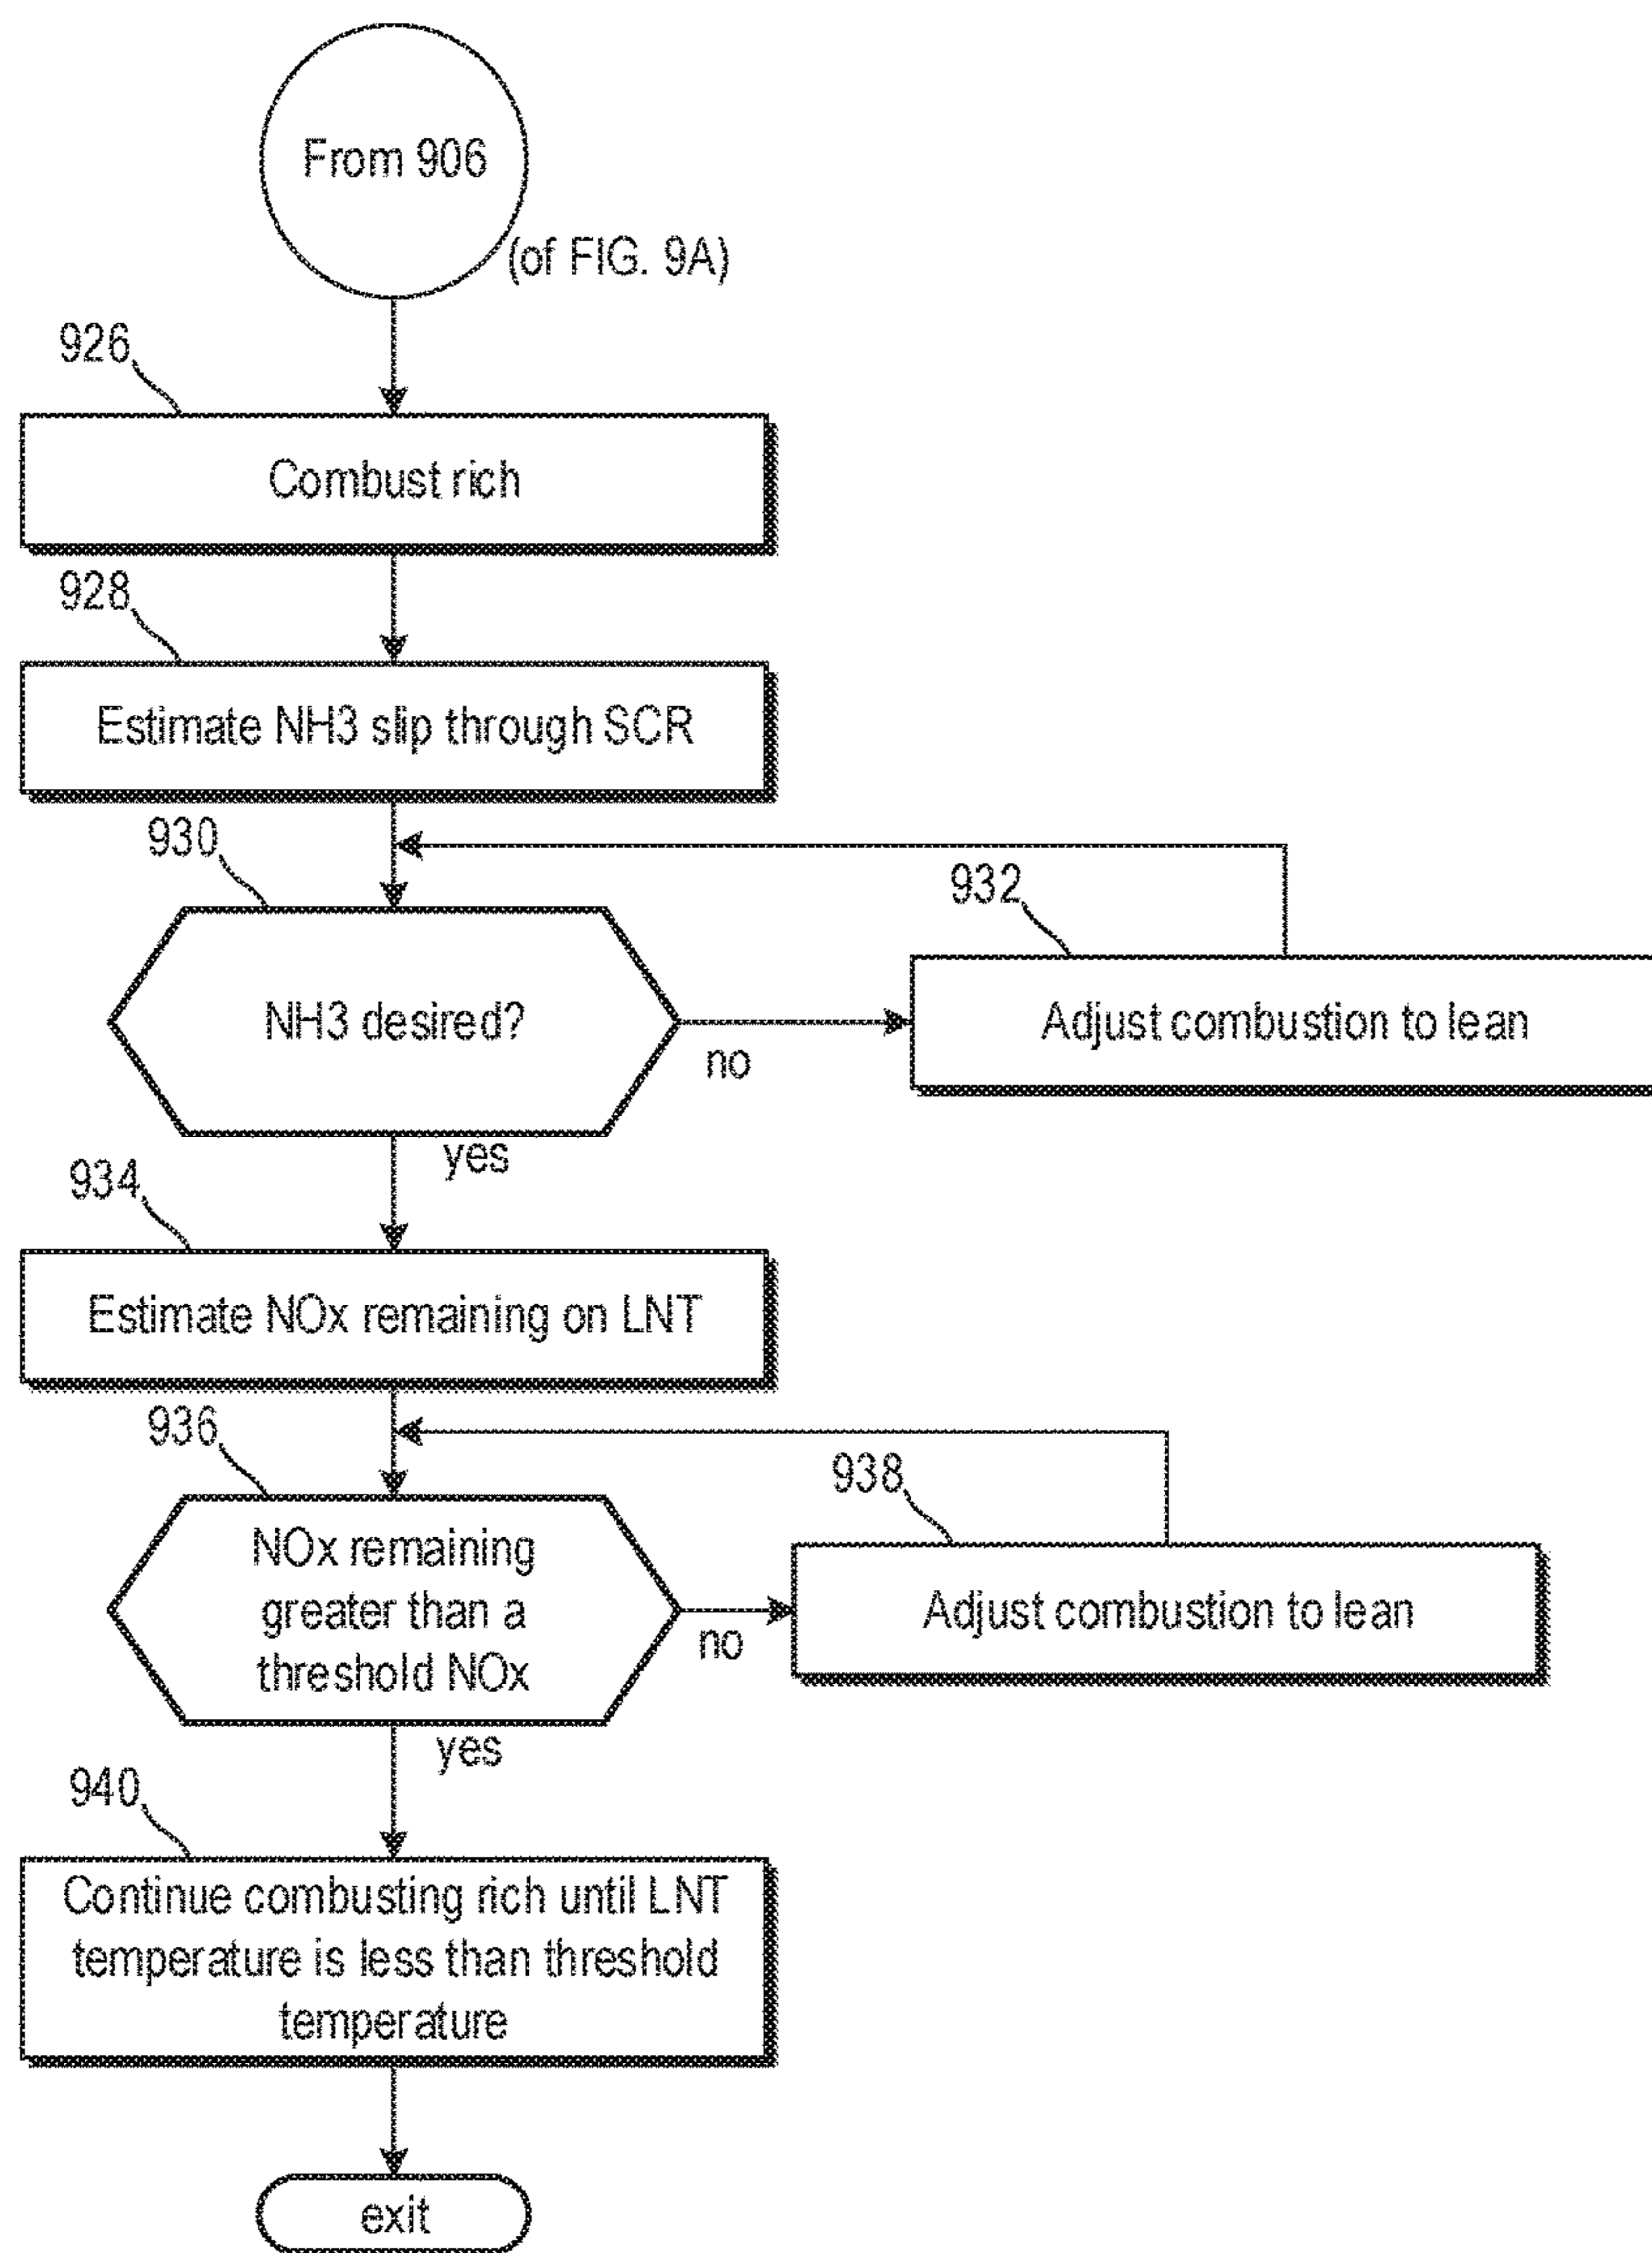 From 906
(of FIG. 9A)
926
Combust rich
928
Estimate NH3 slip through SCR
930
932
NH3 desired?
no
Adjust combustion to lean
yes
934
Estimate NOx remaining on LNT
936
938
NOx remaining
greater than a
threshold NOx
no
Adjust combustion to lean
yes
940
Continue combusting rich until LNT
temperature is less than threshold
temperature
exit